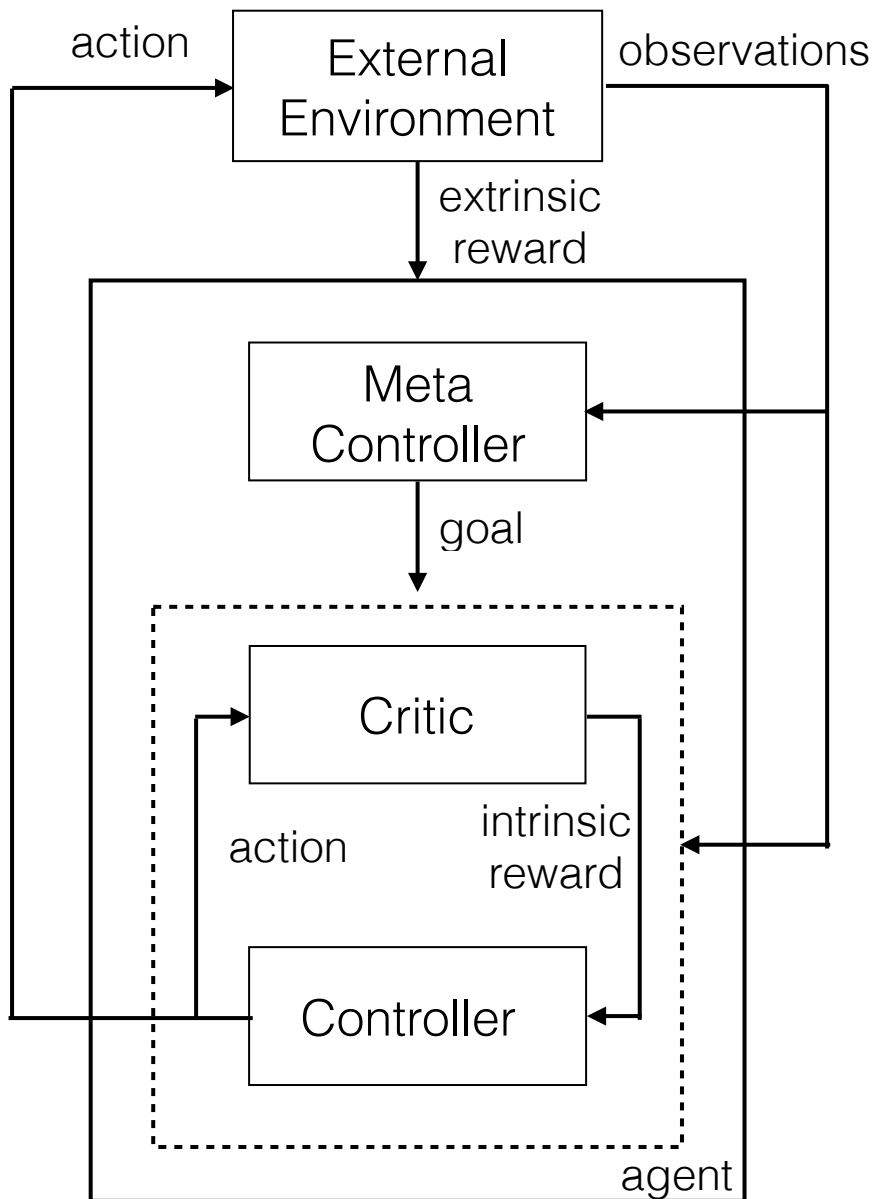 action
External
Environment
observations
extrinsic
reward
Meta
Controller
goal
Critic
action
intrinsic
reward
Controller
agent